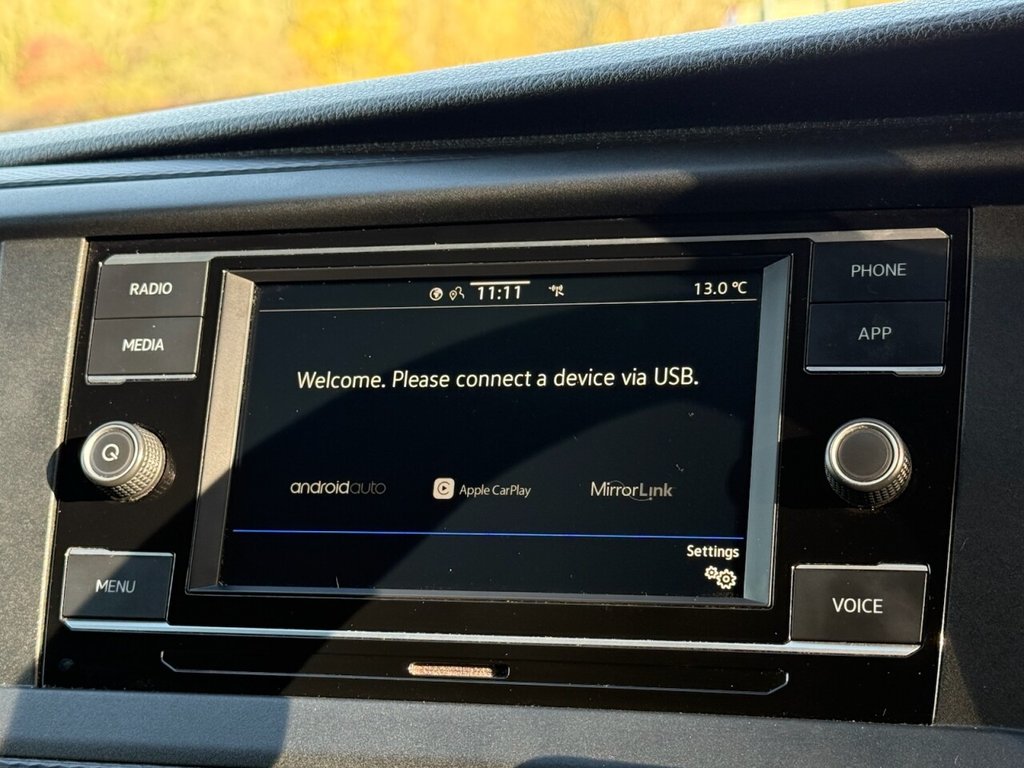 RADIO
MEDIA
MENU
11:11
13.0 °C
Welcome. Please connect a device via USB.
androidauto
Apple CarPlay
MirrorLink
Settings
PHONE
APP
VOICE